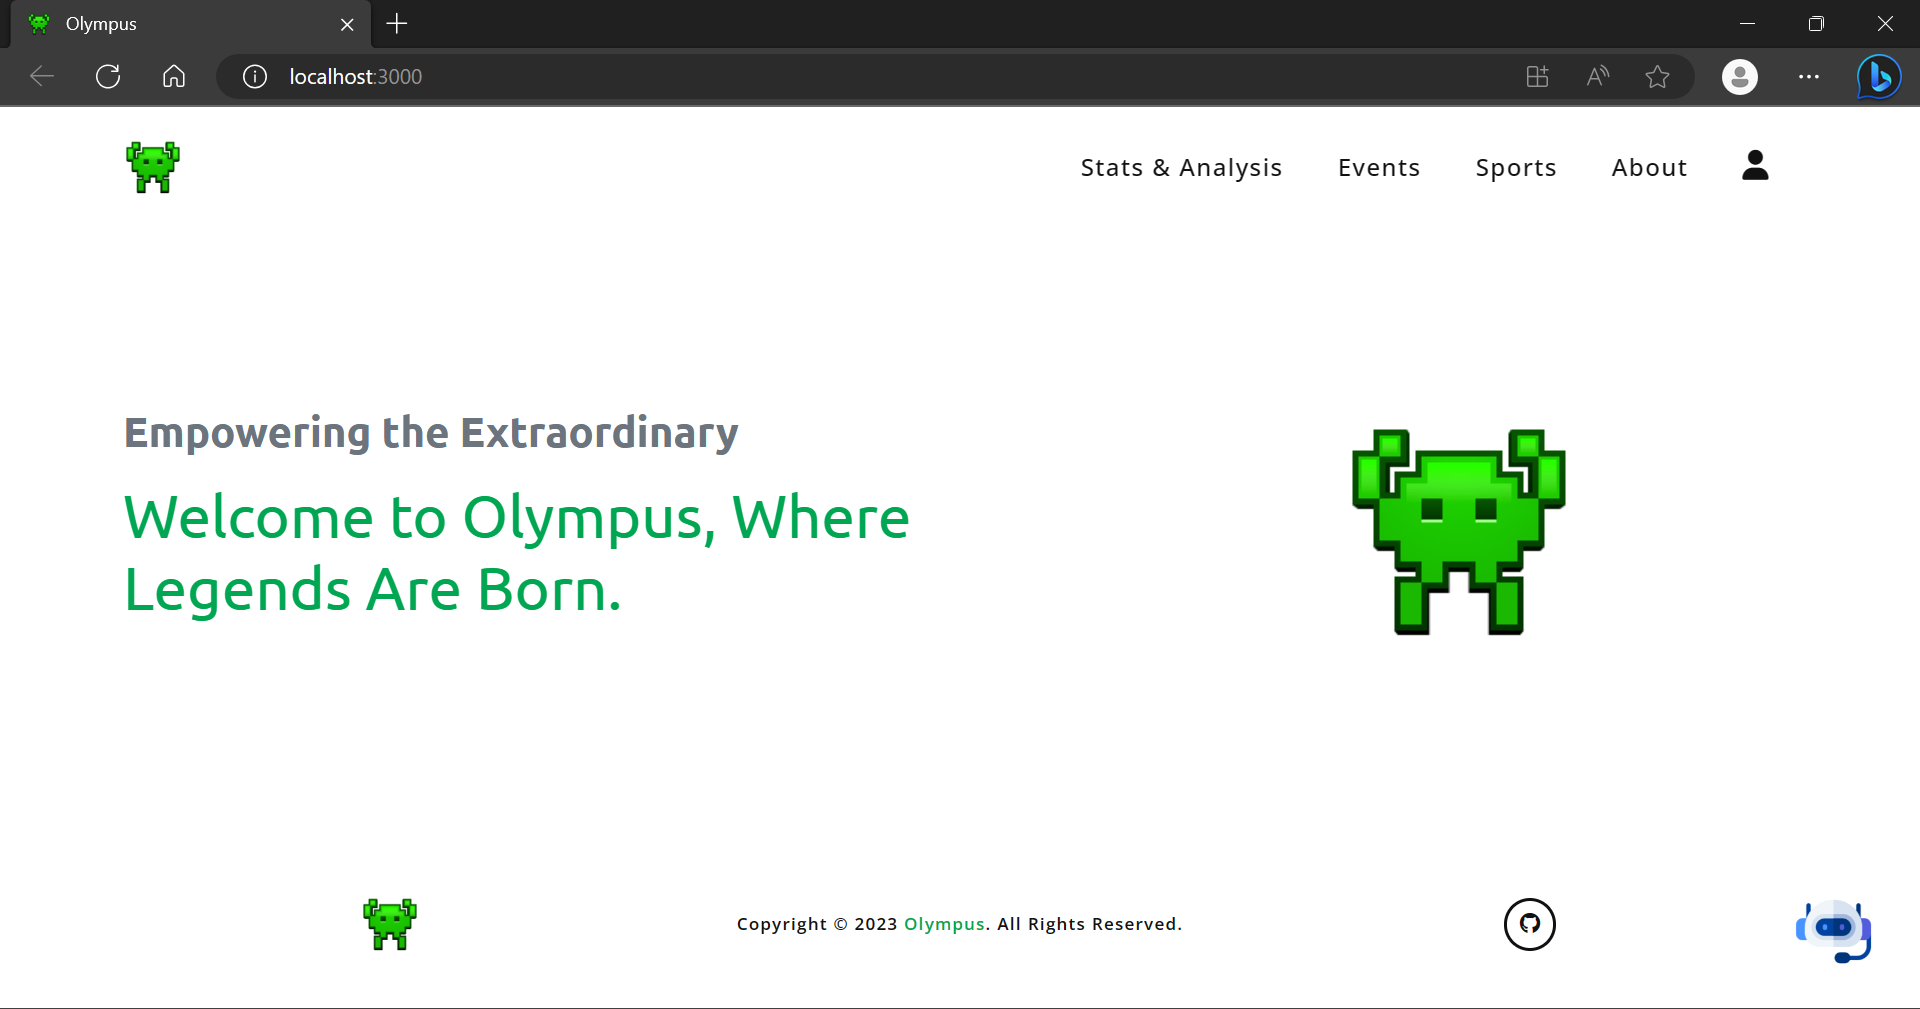 Olympus
localhost:3000
Stats & Analysis
Events
Sports
About
Empowering the Extraordinary
Welcome to Olympus, Where
Legends Are Born.
Copyright © 2023 Olympus. All Rights Reserved.